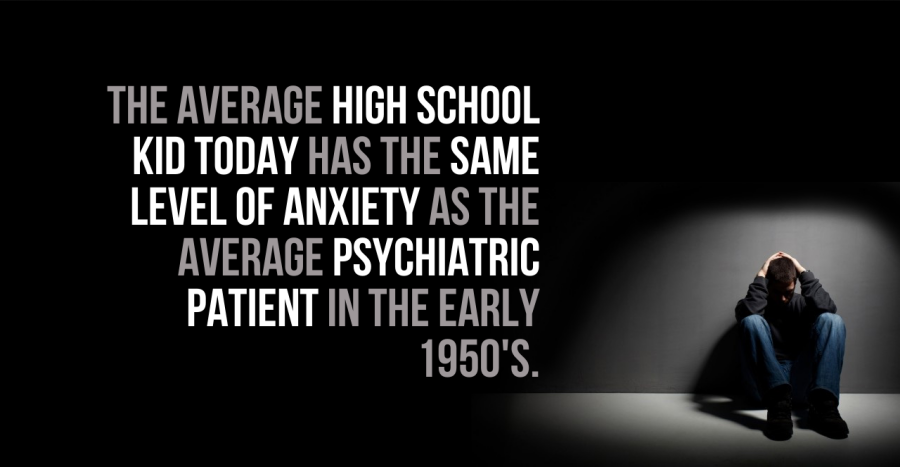 THE AVERAGE HIGH SCHOOL
KID TODAY HAS THE SAME
LEVEL OF ANXIETY AS THE
AVERAGE PSYCHIATRIC
PATIENT IN THE EARLY
1950'S.